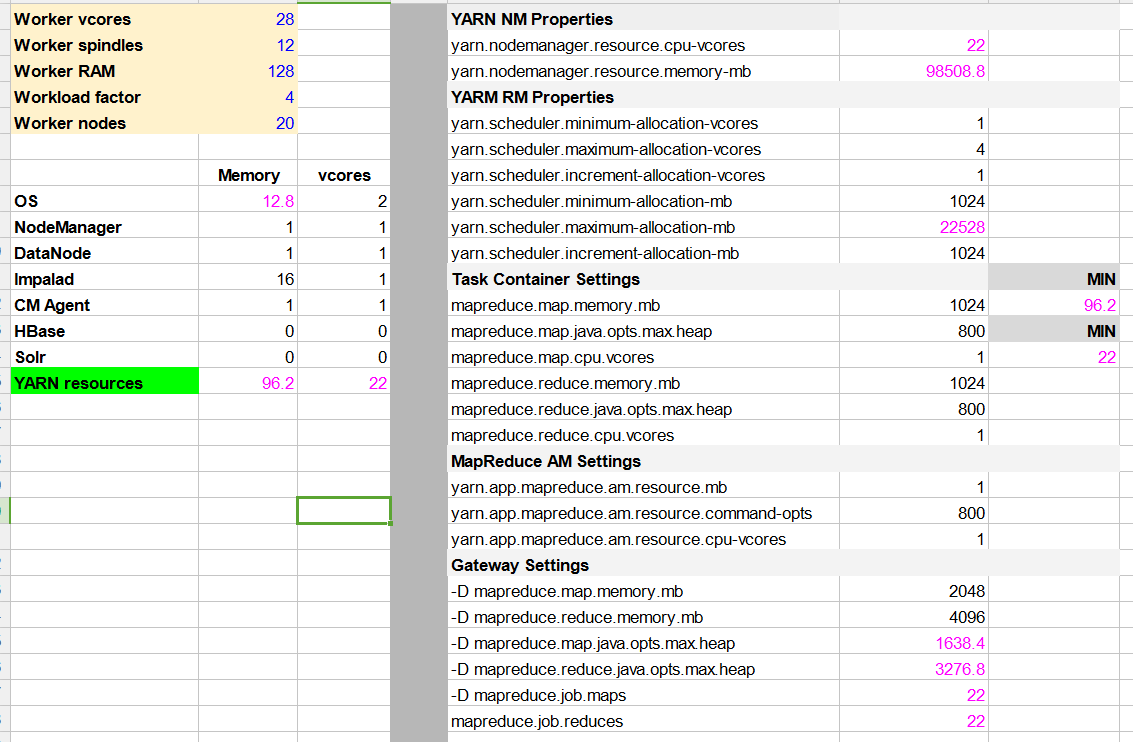 Worker vcores 28
Worker spindles 12
Worker RAM 128
Workload factor 4
Worker nodes 20
Memory vcores
OS 12.8 2
NodeManager 1 1
DataNode 1 1
Impalad 16 1
CM Agent 1 1
HBase 0 0
Solr 0 0
YARN resources 96.2 22
YARN NM Properties
yarn.nodemanager.resource.cpu-vcores 22
yarn.nodemanager.resource.memory-mb 98508.8
YARM RM Properties
yarn.scheduler.minimum-allocation-vcores 1
yarn.scheduler.maximum-allocation-vcores 4
yarn.scheduler.increment-allocation-vcores 1
yarn.scheduler.minimum-allocation-mb 1024
yarn.scheduler.maximum-allocation-mb 22528
yarn.scheduler.increment-allocation-mb 1024
Task Container Settings MIN
mapreduce.map.memory.mb 1024 96.2
mapreduce.map.java.opts.max.heap 800 MIN
mapreduce.map.cpu.vcores 1 22
mapreduce.reduce.memory.mb 1024
mapreduce.reduce.java.opts.max.heap 800
mapreduce.reduce.cpu.vcores 1
MapReduce AM Settings
yarn.app.mapreduce.am.resource.mb 1
yarn.app.mapreduce.am.resource.command-opts 800
yarn.app.mapreduce.am.resource.cpu-vcores 1
Gateway Settings
-D mapreduce.map.memory.mb 2048
-D mapreduce.reduce.memory.mb 4096
-D mapreduce.map.java.opts.max.heap 1638.4
-D mapreduce.reduce.java.opts.max.heap 3276.8
-D mapreduce.job.maps 22
mapreduce.job.reduces 22